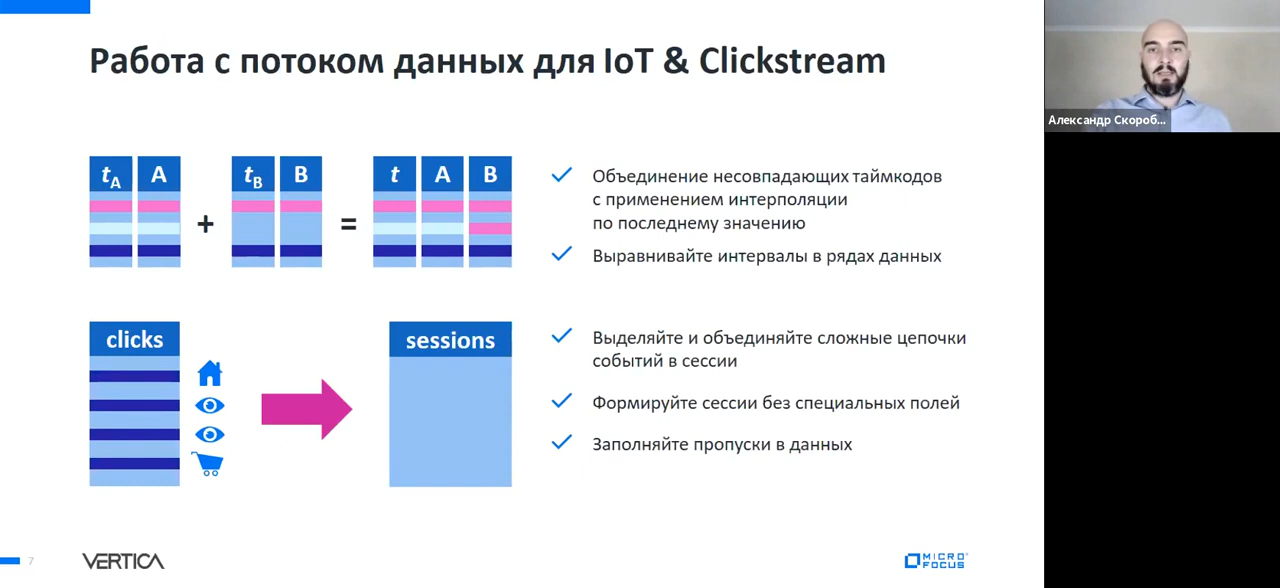 Работа с потоком данных для IoT & Clickstream
Александр Скороб...
tA A tB B t A B
+ =
Объединение несовпадающих таймкодов
с применением интерполяции
по последнему значению
Выравнивайте интервалы в рядах данных
clicks
sessions
Выделяйте и объединяйте сложные цепочки
событий в сессии
Формируйте сессии без специальных полей
Заполняйте пропуски в данных
7
VERTICA
MICRO
FOCUS